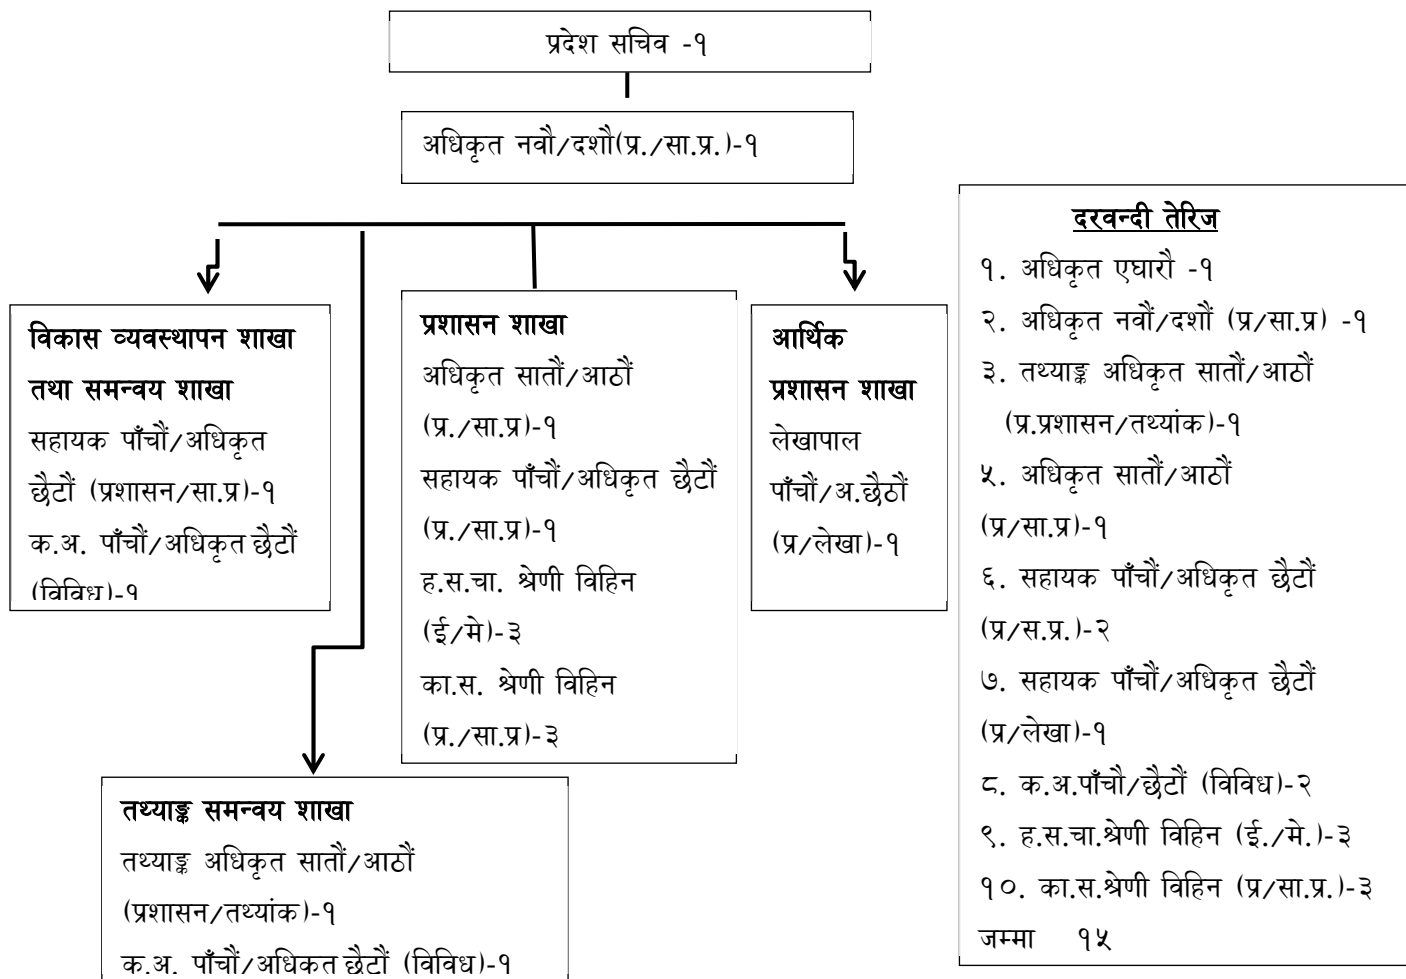 प्रदेश सचिव -१
अधिकृत नवौ/दशौ(प्र./सा.प्र.)-१
विकास व्यवस्थापन शाखा
तथा समन्वय शाखा
सहायक पाँचौं/अधिकृत
छैटौं (प्रशासन/सा.प्र)-१
क.अ. पाँचौं/अधिकृत छैटौं
(विविध)-१
प्रशासन शाखा
अधिकृत सातौं/आठौं
(प्र./सा.प्र)-१
सहायक पाँचौं/अधिकृत छैटौं
(प्र./सा.प्र)-१
ह.स.चा. श्रेणी विहिन
(ई/मे)-३
का.स. श्रेणी विहिन
(प्र./सा.प्र)-३
आर्थिक
प्रशासन शाखा
लेखापाल
पाँचौं/अ.छैठौं
(प्र/लेखा)-१
तथ्याङ्क समन्वय शाखा
तथ्याङ्क अधिकृत सातौं/आठौं
(प्रशासन/तथ्यांक)-१
क.अ. पाँचौं/अधिकृत छैटौं (विविध)-१
दरवन्दी तेरिज
१. अधिकृत एघारौ -१
२. अधिकृत नवौं/दशौं (प्र/सा.प्र) -१
३. तथ्याङ्क अधिकृत सातौं/आठौं
(प्र.प्रशासन/तथ्यांक)-१
५. अधिकृत सातौं/आठौं
(प्र/सा.प्र)-१
६. सहायक पाँचौं/अधिकृत छैटौं
(प्र/स.प्र.)-२
७. सहायक पाँचौं/अधिकृत छैटौं
(प्र/लेखा)-१
८. क.अ.पाँचौ/छैटौं (विविध)-२
९. ह.स.चा.श्रेणी विहिन (ई./मे.)-३
१०. का.स.श्रेणी विहिन (प्र/सा.प्र.)-३
जम्मा १५